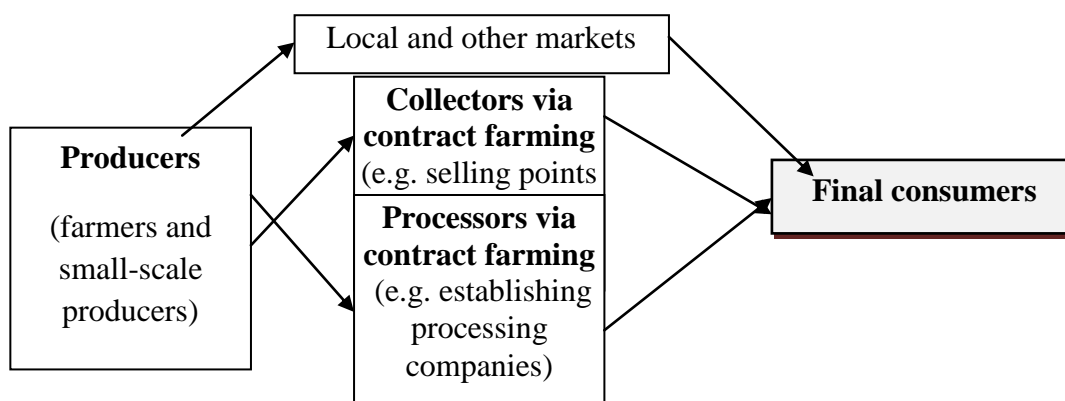 Local and other markets
Producers
(farmers and
small-scale
producers)
Collectors via
contract farming
(e.g. selling points
Processors via
contract farming
(e.g. establishing
processing
companies)
Final consumers